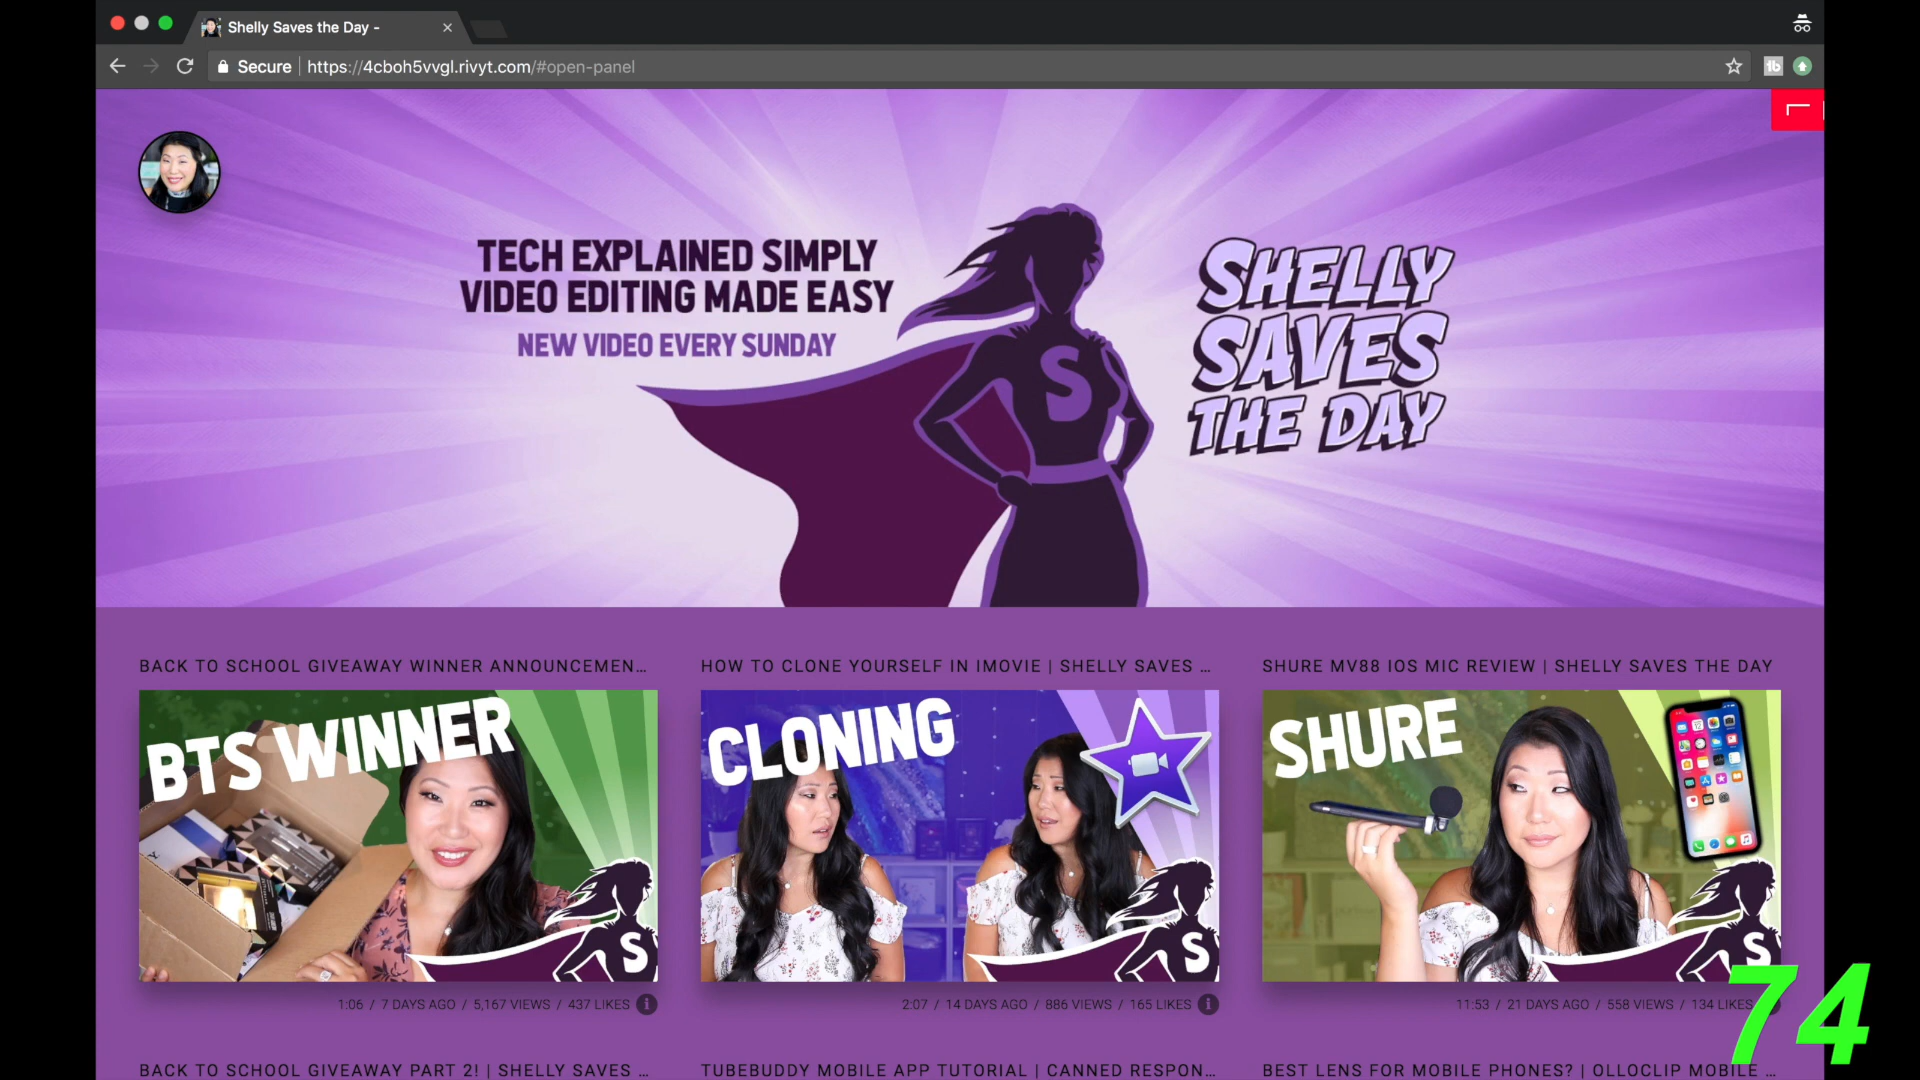 Shelly Saves the Day -
Secure
https://4cboh5vvgl.rivyt.com/#open-panel
TECH EXPLAINED SIMPLY
VIDEO EDITING MADE EASY
NEW VIDEO EVERY SUNDAY
S
SHELLY
SAVES
THE DAY
BACK TO SCHOOL GIVEAWAY WINNER ANNOUNCEMEN...
HOW TO CLONE YOURSELF IN IMOVIE | SHELLY SAVES ...
SHURE MV88 IOS MIC REVIEW | SHELLY SAVES THE DAY
BTS WINNER
S
CLONING
S
SHURE
S
1:06 / 7 DAYS AGO / 5,167 VIEWS / 437 LIKES
2:07 / 14 DAYS AGO / 886 VIEWS / 165 LIKES
11:53 / 21 DAYS AGO / 558 VIEWS / 134 LIKES
74
BACK TO SCHOOL GIVEAWAY PART 2! | SHELLY SAVES ...
TUBEBUDDY MOBILE APP TUTORIAL | CANNED RESPON...
BEST LENS FOR MOBILE PHONES? | OLLOCLIP MOBILE ...